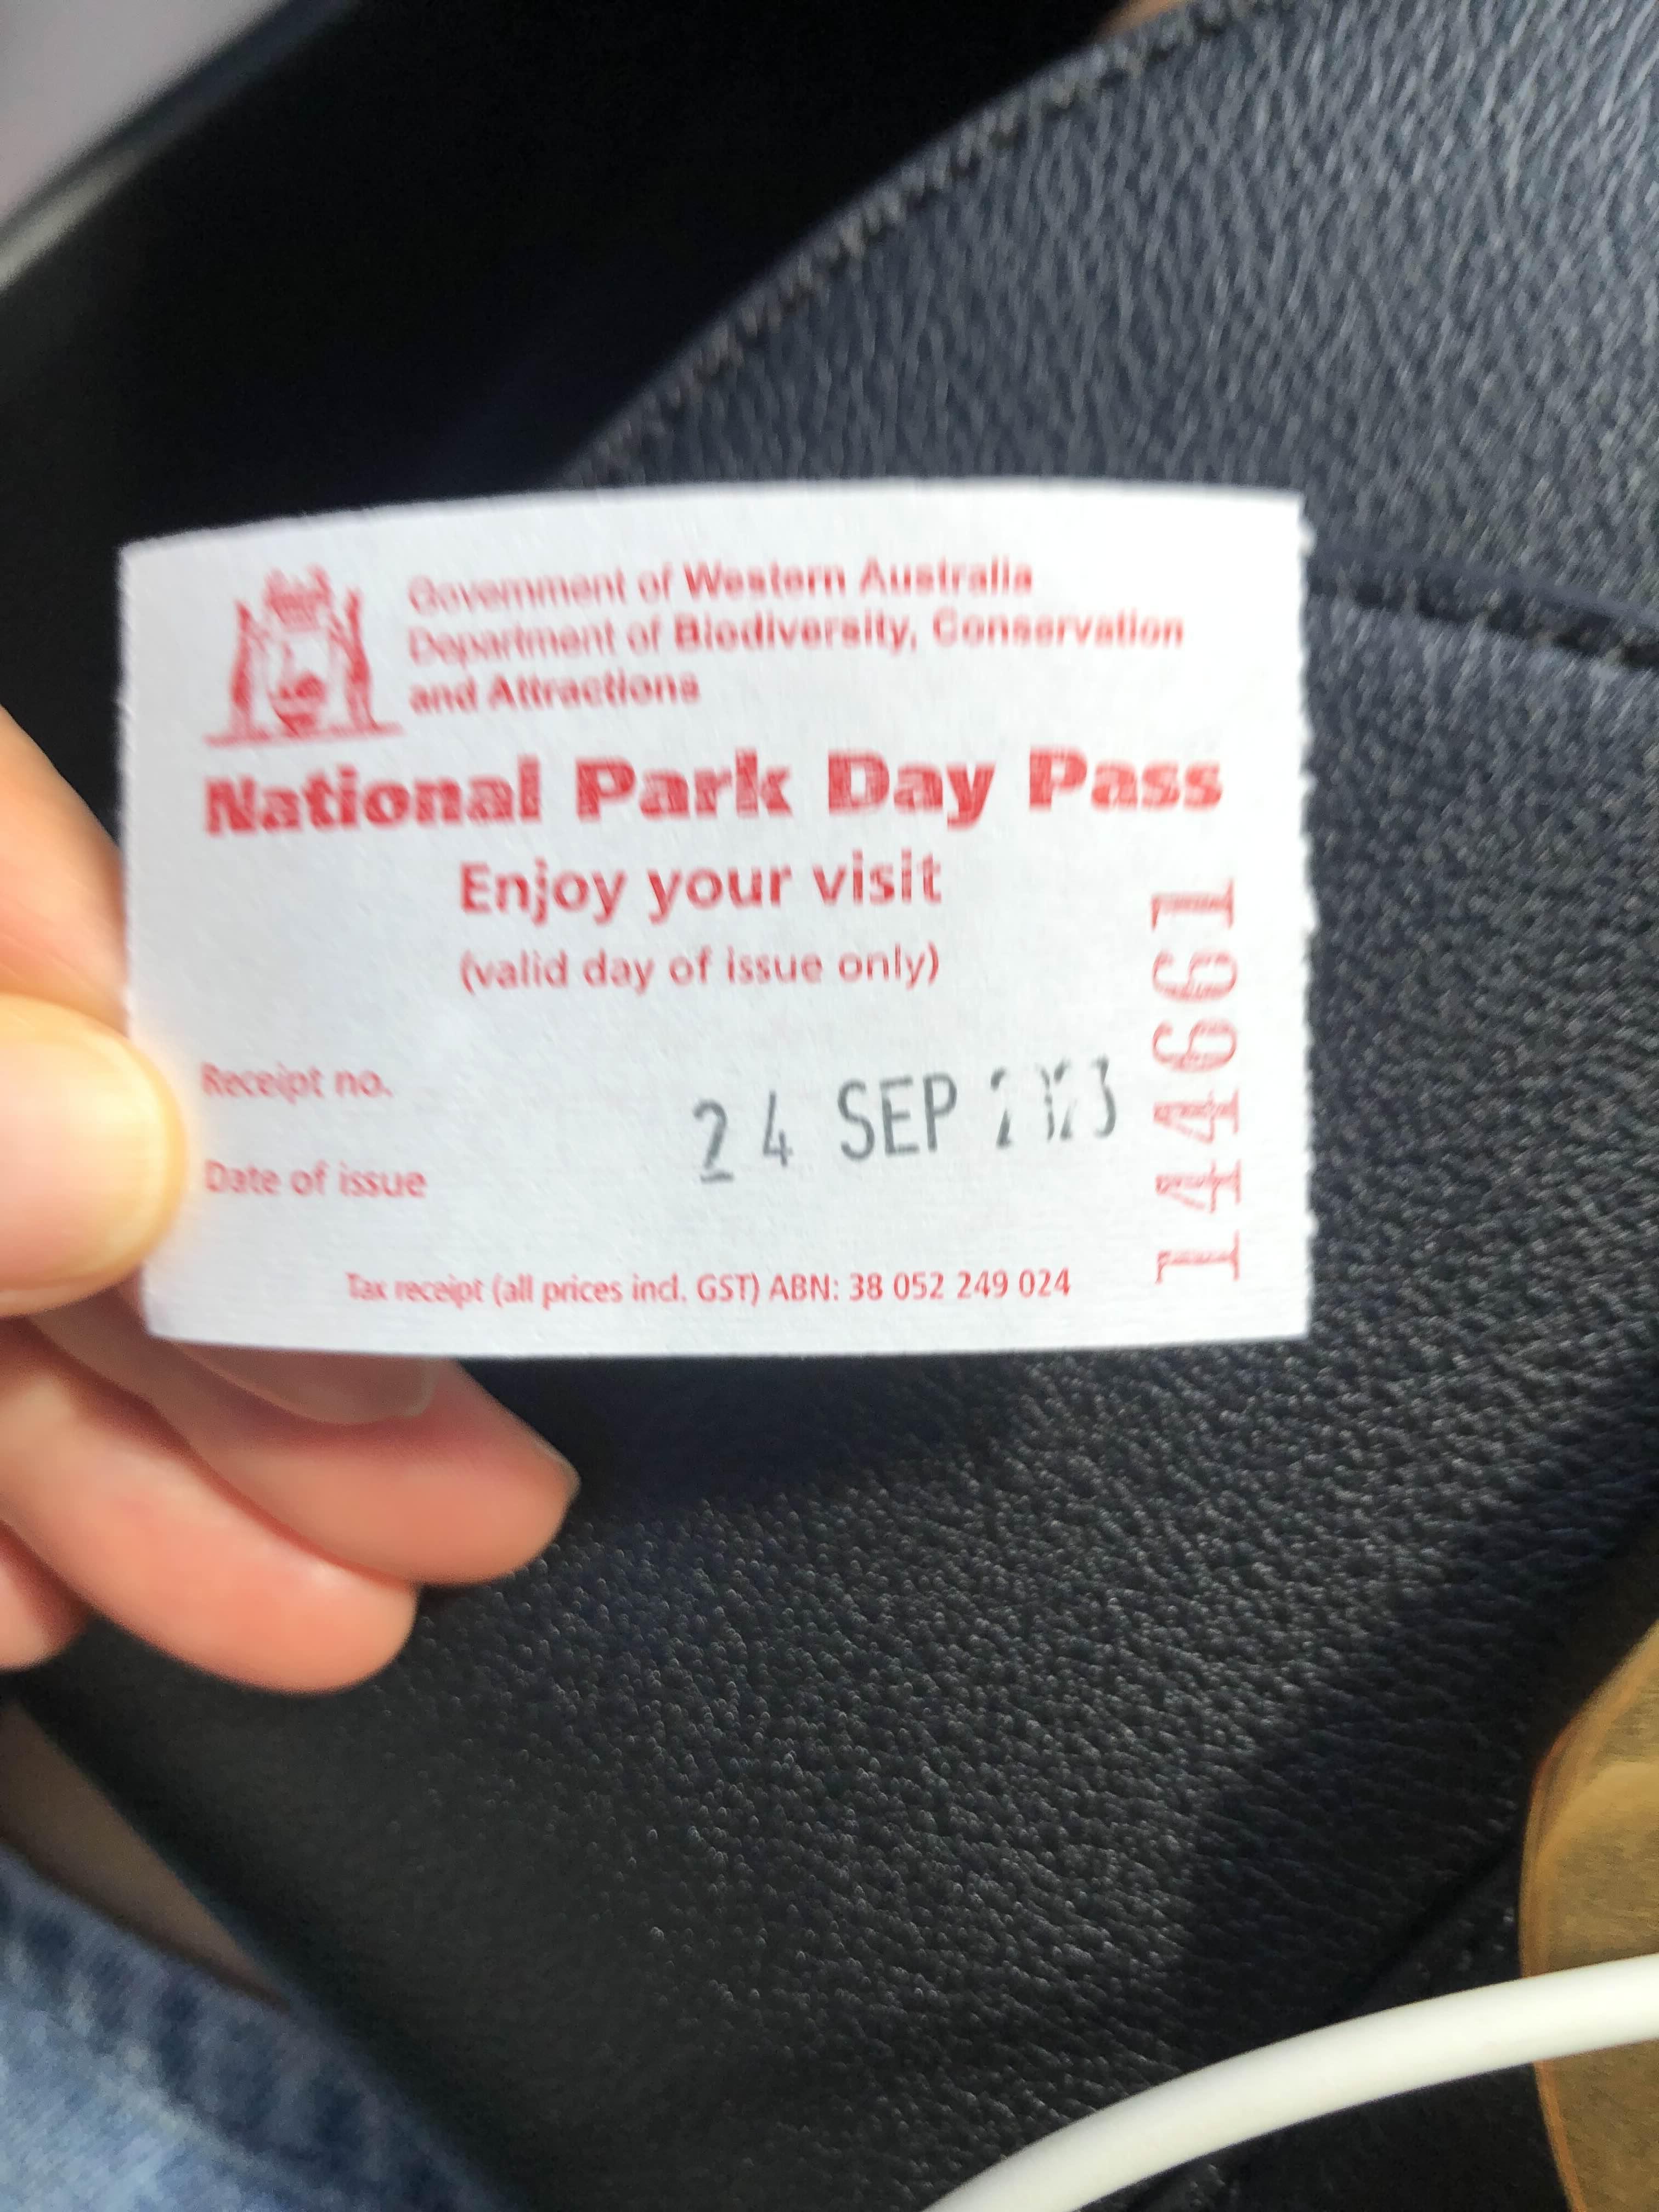 Government of Western Australia
Department of Biodiversity, Conservation
and Attractions
National Park Day Pass
Enjoy your visit
(valid day of issue only)
Receipt no.
24 SEP 2023
Date of issue
Tax receipt (all prices incl. GST) ABN: 38 052 249 024
144661